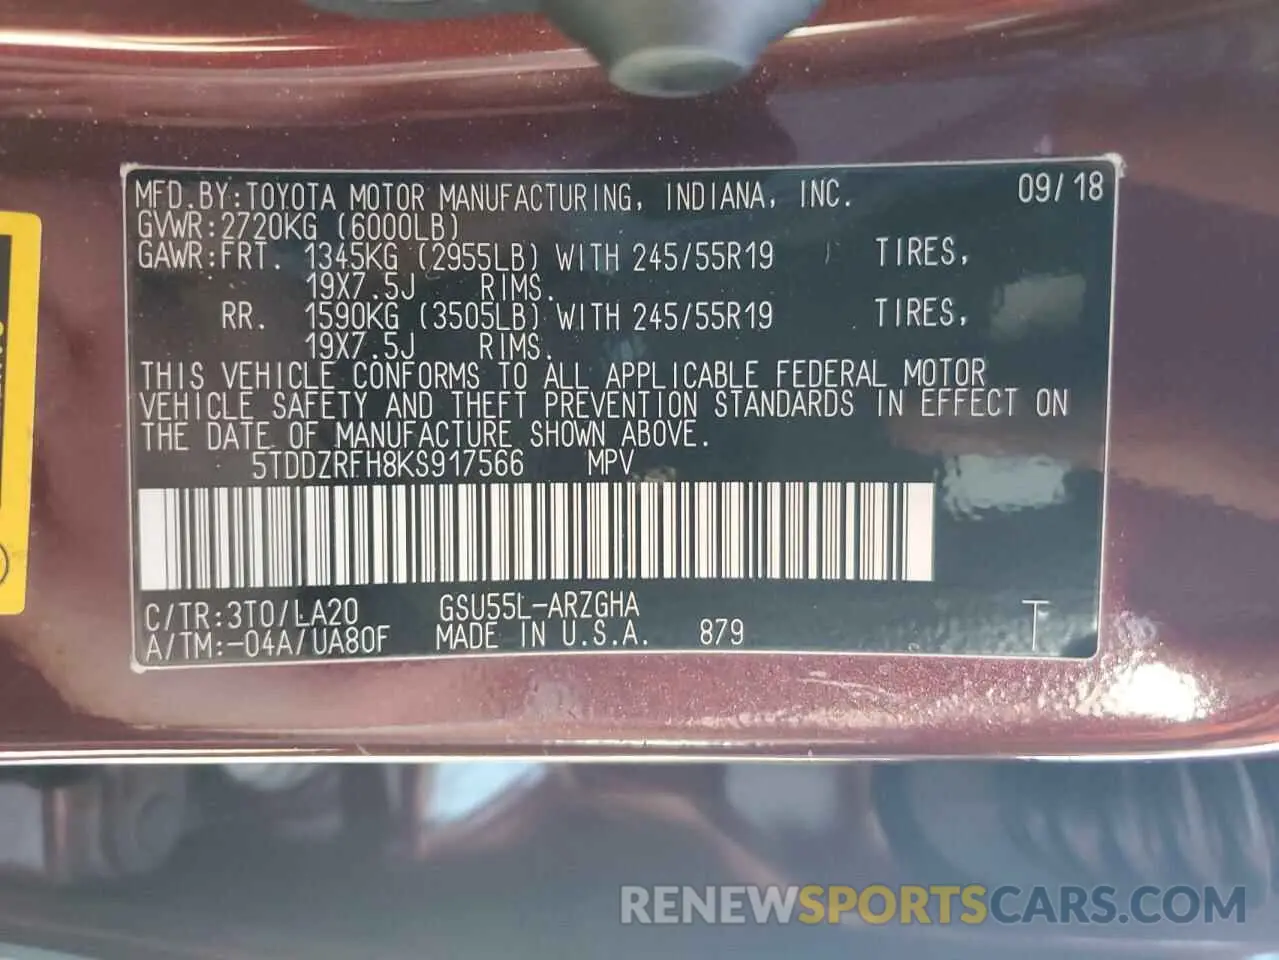 MFD.BY:TOYOTA MOTOR MANUFACTURING, INDIANA, INC. 09/18
GVWR:2720KG (6000LB)
GAWR:FRT. 1345KG (2955LB) WITH 245/55R19 TIRES,
19X7.5J RIMS.
RR. 1590KG (3505LB) WITH 245/55R19 TIRES,
19X7.5J RIMS.
THIS VEHICLE CONFORMS TO ALL APPLICABLE FEDERAL MOTOR
VEHICLE SAFETY AND THEFT PREVENTION STANDARDS IN EFFECT ON
THE DATE OF MANUFACTURE SHOWN ABOVE.
5TDDZRFH8KS917566 MPV
C/TR:3T0/LA20 GSU55L-ARZGHA
A/TM:-04A/UA80F MADE IN U.S.A. 879 T
RENEWSPORTSCARS.COM